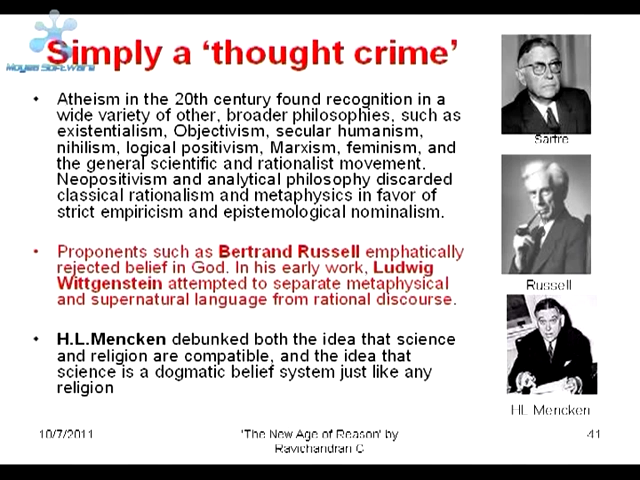 Simply a ‘thought crime’
Moyea Software
• Atheism in the 20th century found recognition in a
wide variety of other, broader philosophies, such as
existentialism, Objectivism, secular humanism,
nihilism, logical positivism, Marxism, feminism, and
the general scientific and rationalist movement.
Neopositivism and analytical philosophy discarded
classical rationalism and metaphysics in favor of
strict empiricism and epistemological nominalism.
Sartre
• Proponents such as Bertrand Russell emphatically
rejected belief in God. In his early work, Ludwig
Wittgenstein attempted to separate metaphysical
and supernatural language from rational discourse.
Russell
• H.L.Mencken debunked both the idea that science
and religion are compatible, and the idea that
science is a dogmatic belief system just like any
religion
HL Mencken
10/7/2011
'The New Age of Reason' by
Ravichandran C
41